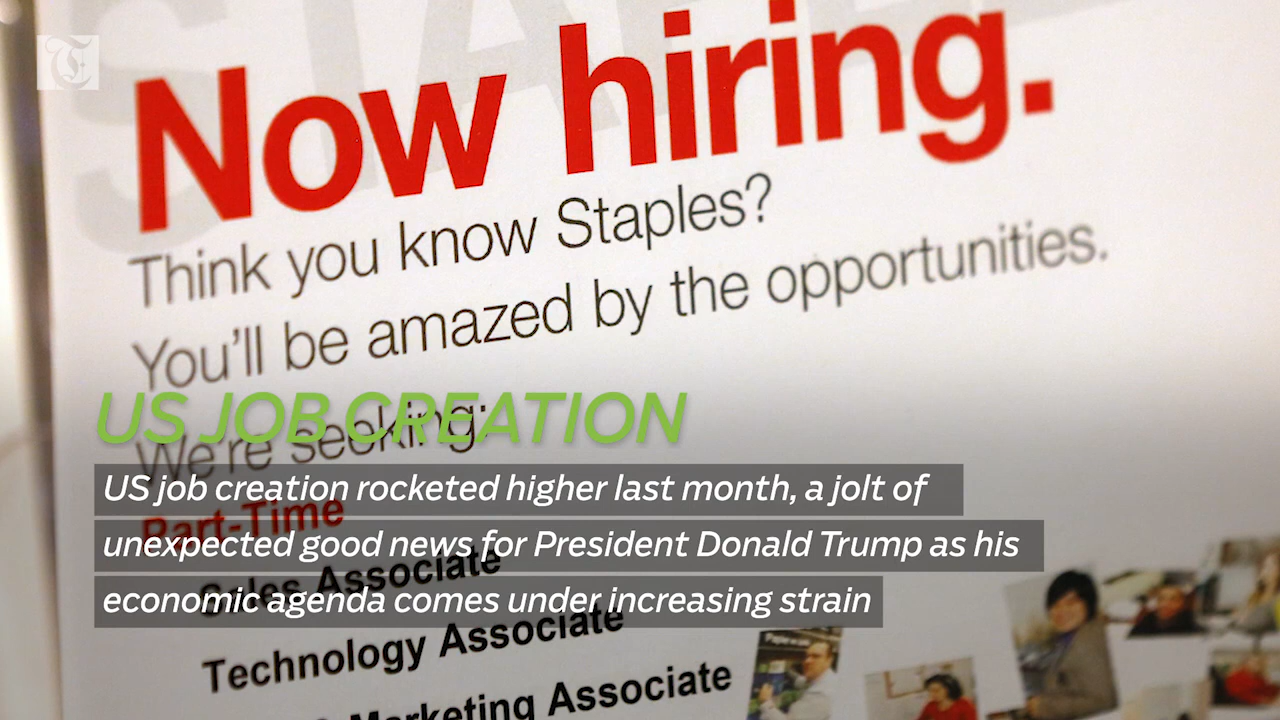 Now hiring.
Think you know Staples?
You'll be amazed by the opportunities.
We're seeking:
US JOB CREATION
US job creation rocketed higher last month, a jolt of
Part-Time
unexpected good news for President Donald Trump as his
Sales Associate
economic agenda comes under increasing strain
Technology Associate
Marketing Associate